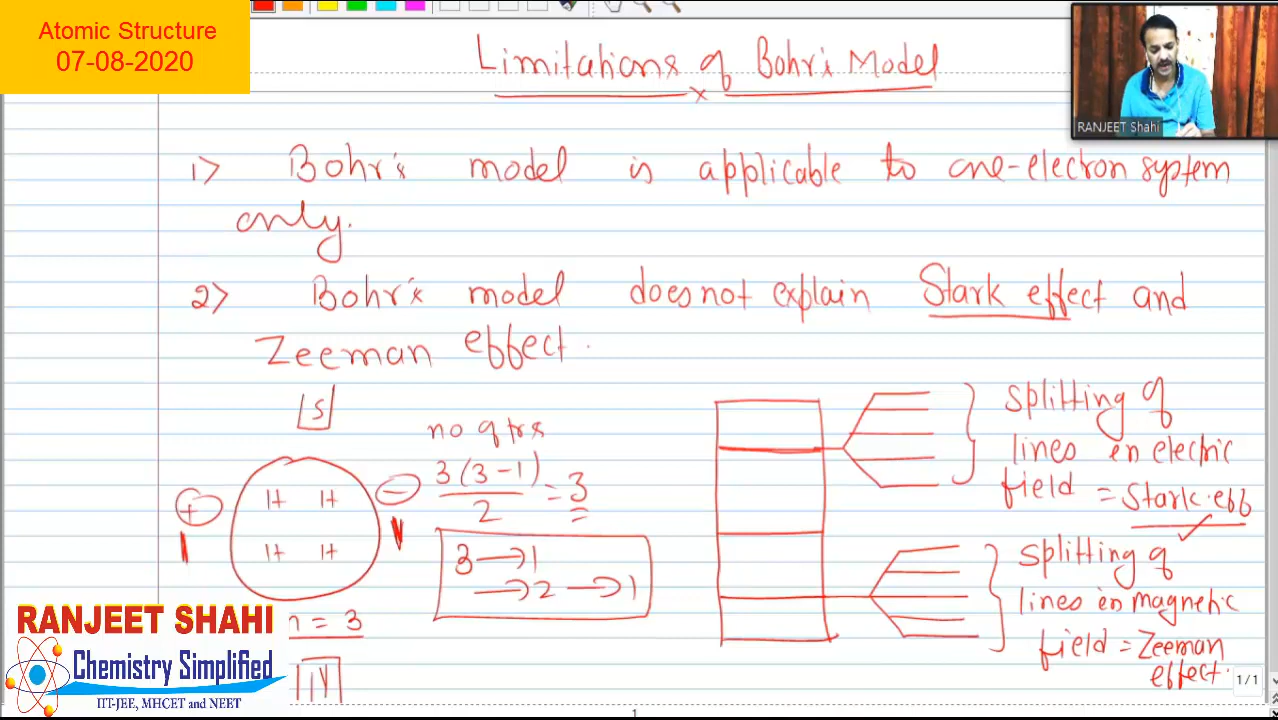 Atomic Structure
07-08-2020
Limitations of Bohr's Model
RANJEET Shahi
1) Bohr's model is applicable to one-electron system
only.
2) Bohr's model does not explain Stark effect and
Zeeman effect.
S
no of trs
3(3-1)/2 = 3
3 → 1
→ 2 → 1
+
-
H H
H H
n = 3
N
splitting of
lines in electric
field = Stark eff
splitting of
lines in magnetic
field = Zeeman
effect.
RANJEET SHAHI
Chemistry Simplified
IIT-JEE, MHCET and NEET
1/1
1